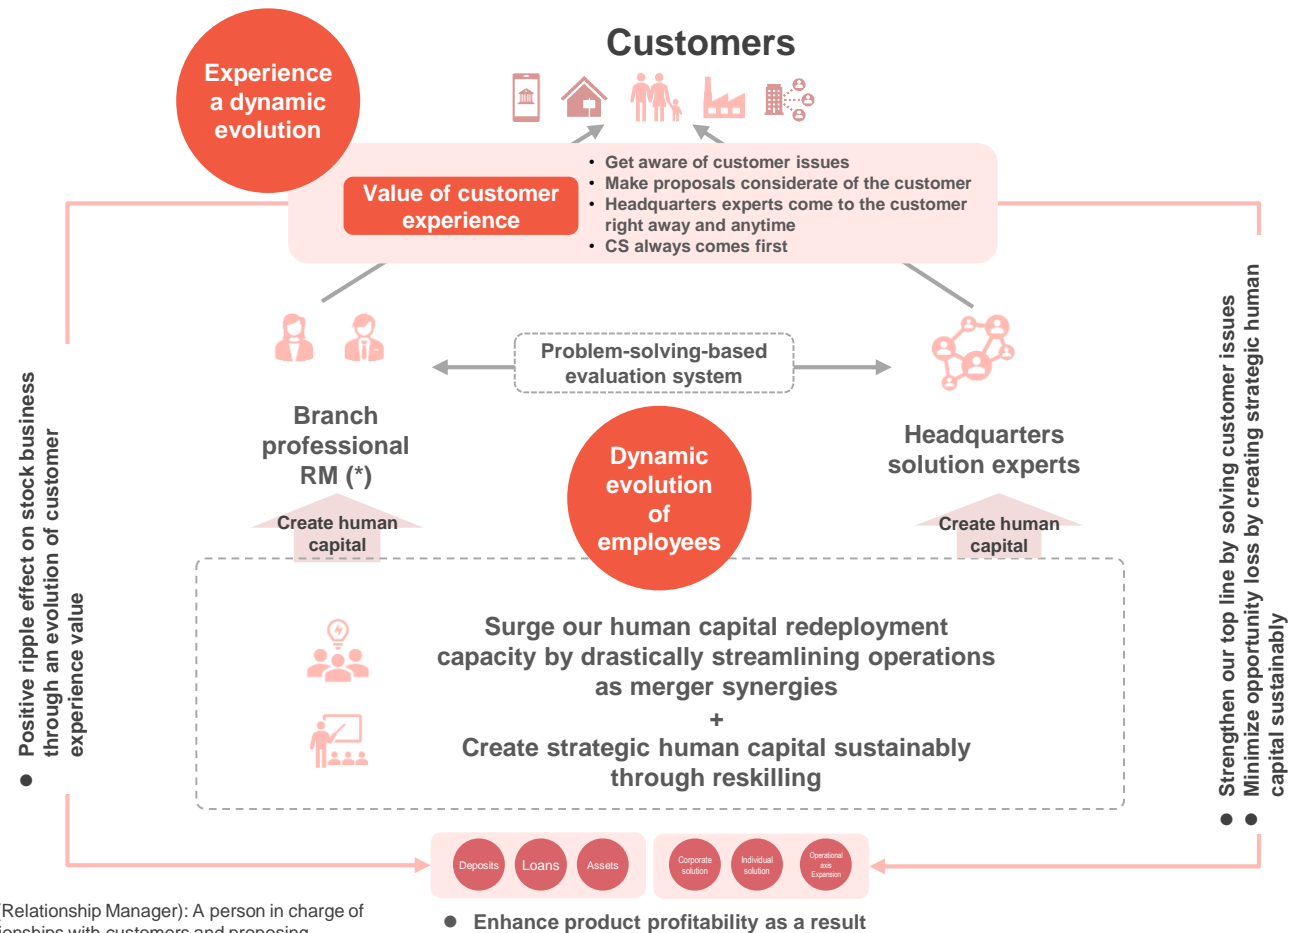 Customers
Experience
a dynamic
evolution
Value of customer
experience
• Get aware of customer issues
• Make proposals considerate of the customer
• Headquarters experts come to the customer
right away and anytime
• CS always comes first
Problem-solving-based
evaluation system
Branch
professional
RM (*)
Headquarters
solution experts
Dynamic
evolution
of
employees
Create human
capital
Create human
capital
Surge our human capital redeployment
capacity by drastically streamlining operations
as merger synergies
+
Create strategic human capital sustainably
through reskilling
● Positive ripple effect on stock business
through an evolution of customer
experience value
● Strengthen our top line by solving customer issues
● Minimize opportunity loss by creating strategic human
capital sustainably
Deposits
Loans
Assets
Corporate
solution
Individual
solution
Operational
axis
Expansion
● Enhance product profitability as a result
(Relationship Manager): A person in charge of